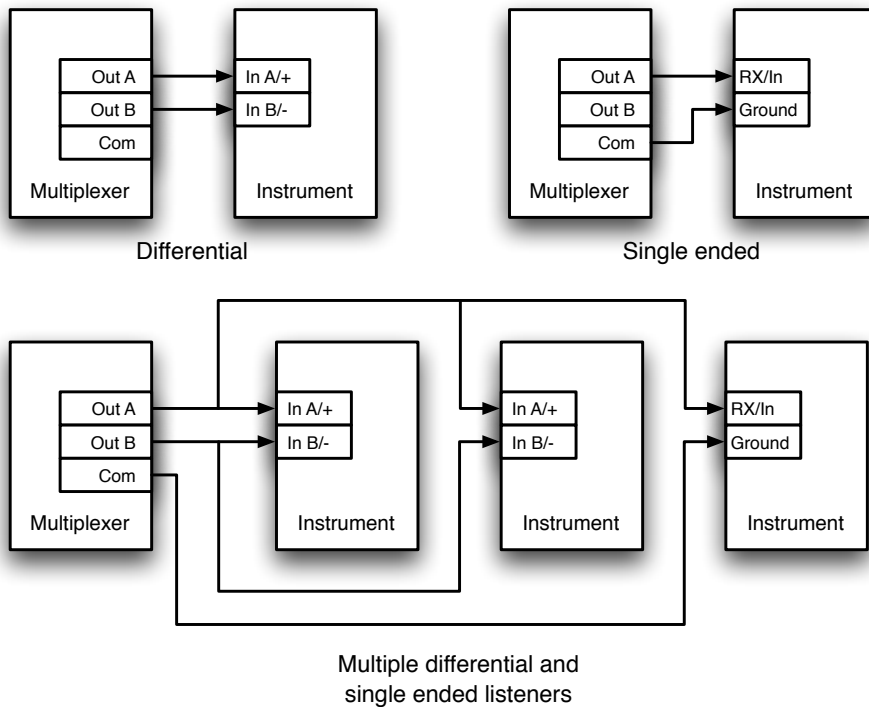 Out A
Out B
Com
Multiplexer
In A/+
In B/-
Instrument
Differential
Out A
Out B
Com
Multiplexer
RX/In
Ground
Instrument
Single ended
Out A
Out B
Com
Multiplexer
In A/+
In B/-
Instrument
In A/+
In B/-
Instrument
RX/In
Ground
Instrument
Multiple differential and
single ended listeners